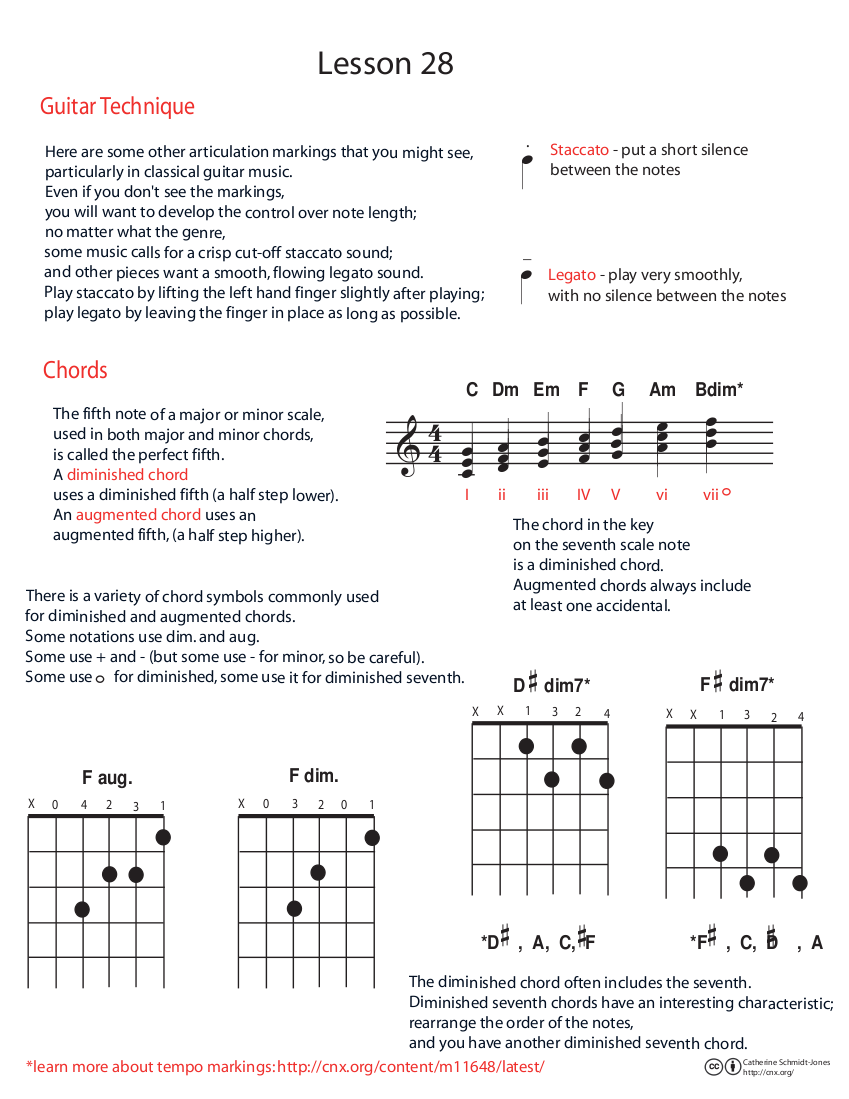 Lesson 28
Guitar Technique
Here are some other articulation markings that you might see,
particularly in classical guitar music.
Even if you don't see the markings,
you will want to develop the control over note length;
no matter what the genre,
some music calls for a crisp cut-off staccato sound;
and other pieces want a smooth, flowing legato sound.
Play staccato by lifting the left hand finger slightly after playing;
play legato by leaving the finger in place as long as possible.
Staccato - put a short silence
between the notes
Legato - play very smoothly,
with no silence between the notes
Chords
The fifth note of a major or minor scale,
used in both major and minor chords,
is called the perfect fifth.
A diminished chord
uses a diminished fifth (a half step lower).
An augmented chord uses an
augmented fifth, (a half step higher).
C Dm Em F G Am Bdim*
4
4
I ii iii IV V vi vii o
The chord in the key
on the seventh scale note
is a diminished chord.
Augmented chords always include
at least one accidental.
There is a variety of chord symbols commonly used
for diminished and augmented chords.
Some notations use dim. and aug.
Some use + and - (but some use - for minor, so be careful).
Some use o for diminished, some use it for diminished seventh.
F aug.
X 0 4 2 3 1
F dim.
X 0 3 2 0 1
D♯ dim7*
X X 1 3 2 4
*D♯ , A, C,♯F
F♯ dim7*
X X 1 3 2 4
*F♯ , C, ♯D , A
The diminished chord often includes the seventh.
Diminished seventh chords have an interesting characteristic;
rearrange the order of the notes,
and you have another diminished seventh chord.
*learn more about tempo markings: http://cnx.org/content/m11648/latest/
cc
Catherine Schmidt-Jones
http://cnx.org/